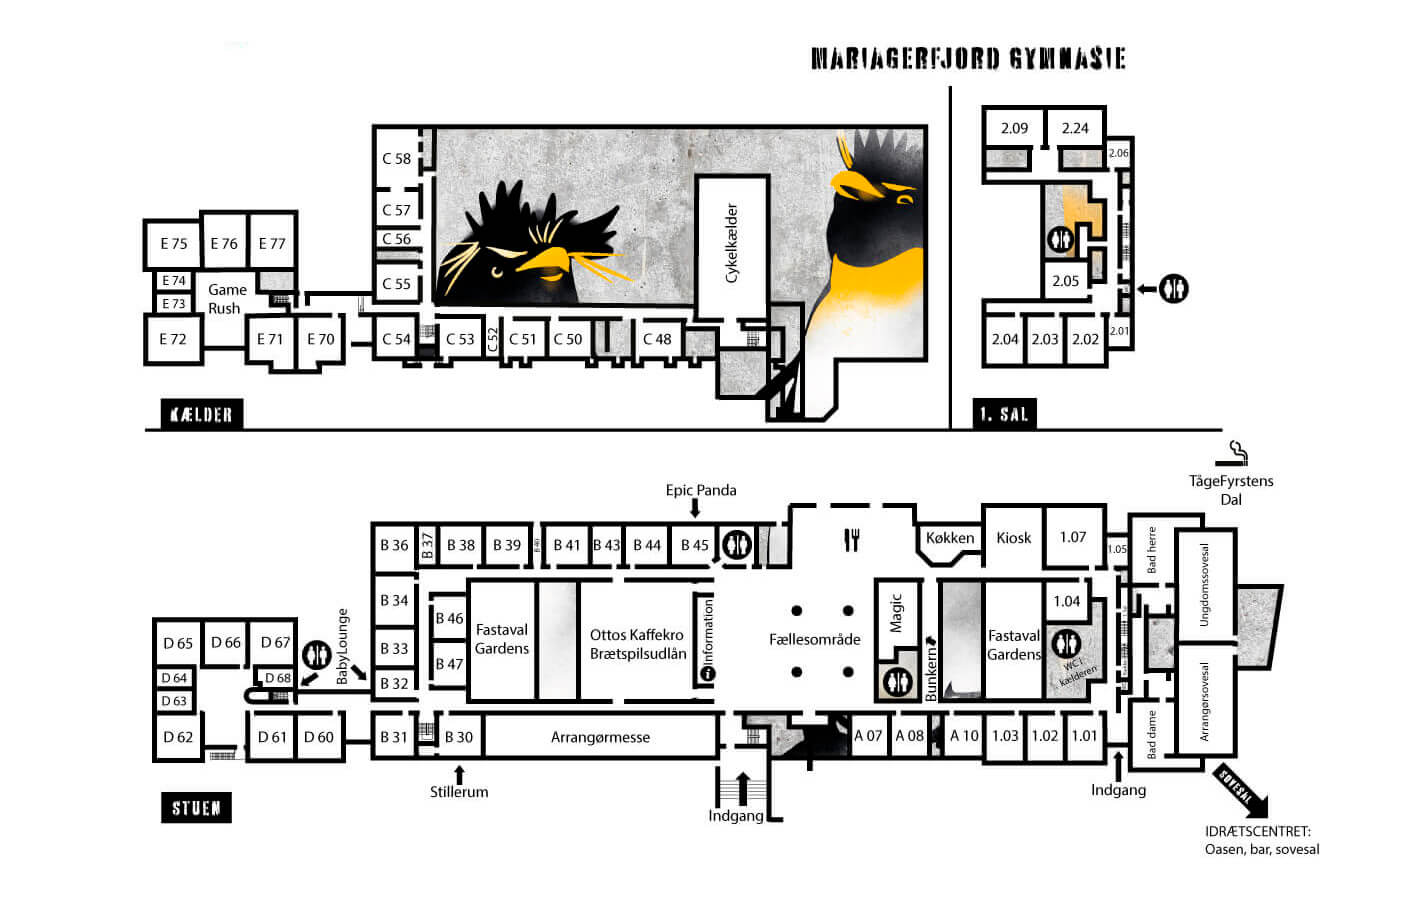 MARIAGERFJORD GYMNASIE
C 58
C 57
C 56
C 55
C 54
C 53
C 52
C 51
C 50
C 48
Cykelkælder
E 75
E 76
E 77
E 74
E 73
Game
Rush
E 72
E 71
E 70
KÆLDER
2.09
2.24
2.06
2.05
2.04
2.03
2.02
2.01
1. SAL
TågeFyrstens
Dal
Epic Panda
B 36
B 37
B 38
B 39
B 40
B 41
B 43
B 44
B 45
Køkken
Kiosk
1.07
1.05
Bad herre
Ungdomssovesal
B 34
B 46
B 33
B 47
B 32
Fastaval
Gardens
Ottos Kaffekro
Brætspilsudlån
Information
Fællesområde
Magic
Bunkern
Fastaval
Gardens
1.04
WC i
kælderen
D 65
D 66
D 67
D 64
D 68
D 63
BabyLounge
D 62
D 61
D 60
B 31
B 30
Arrangørmesse
A 07
A 08
A 10
1.03
1.02
1.01
Bad dame
Arrangørsovesal
Stillerum
Indgang
Indgang
STUEN
SOVESAL
IDRÆTSCENTRET:
Oasen, bar, sovesal